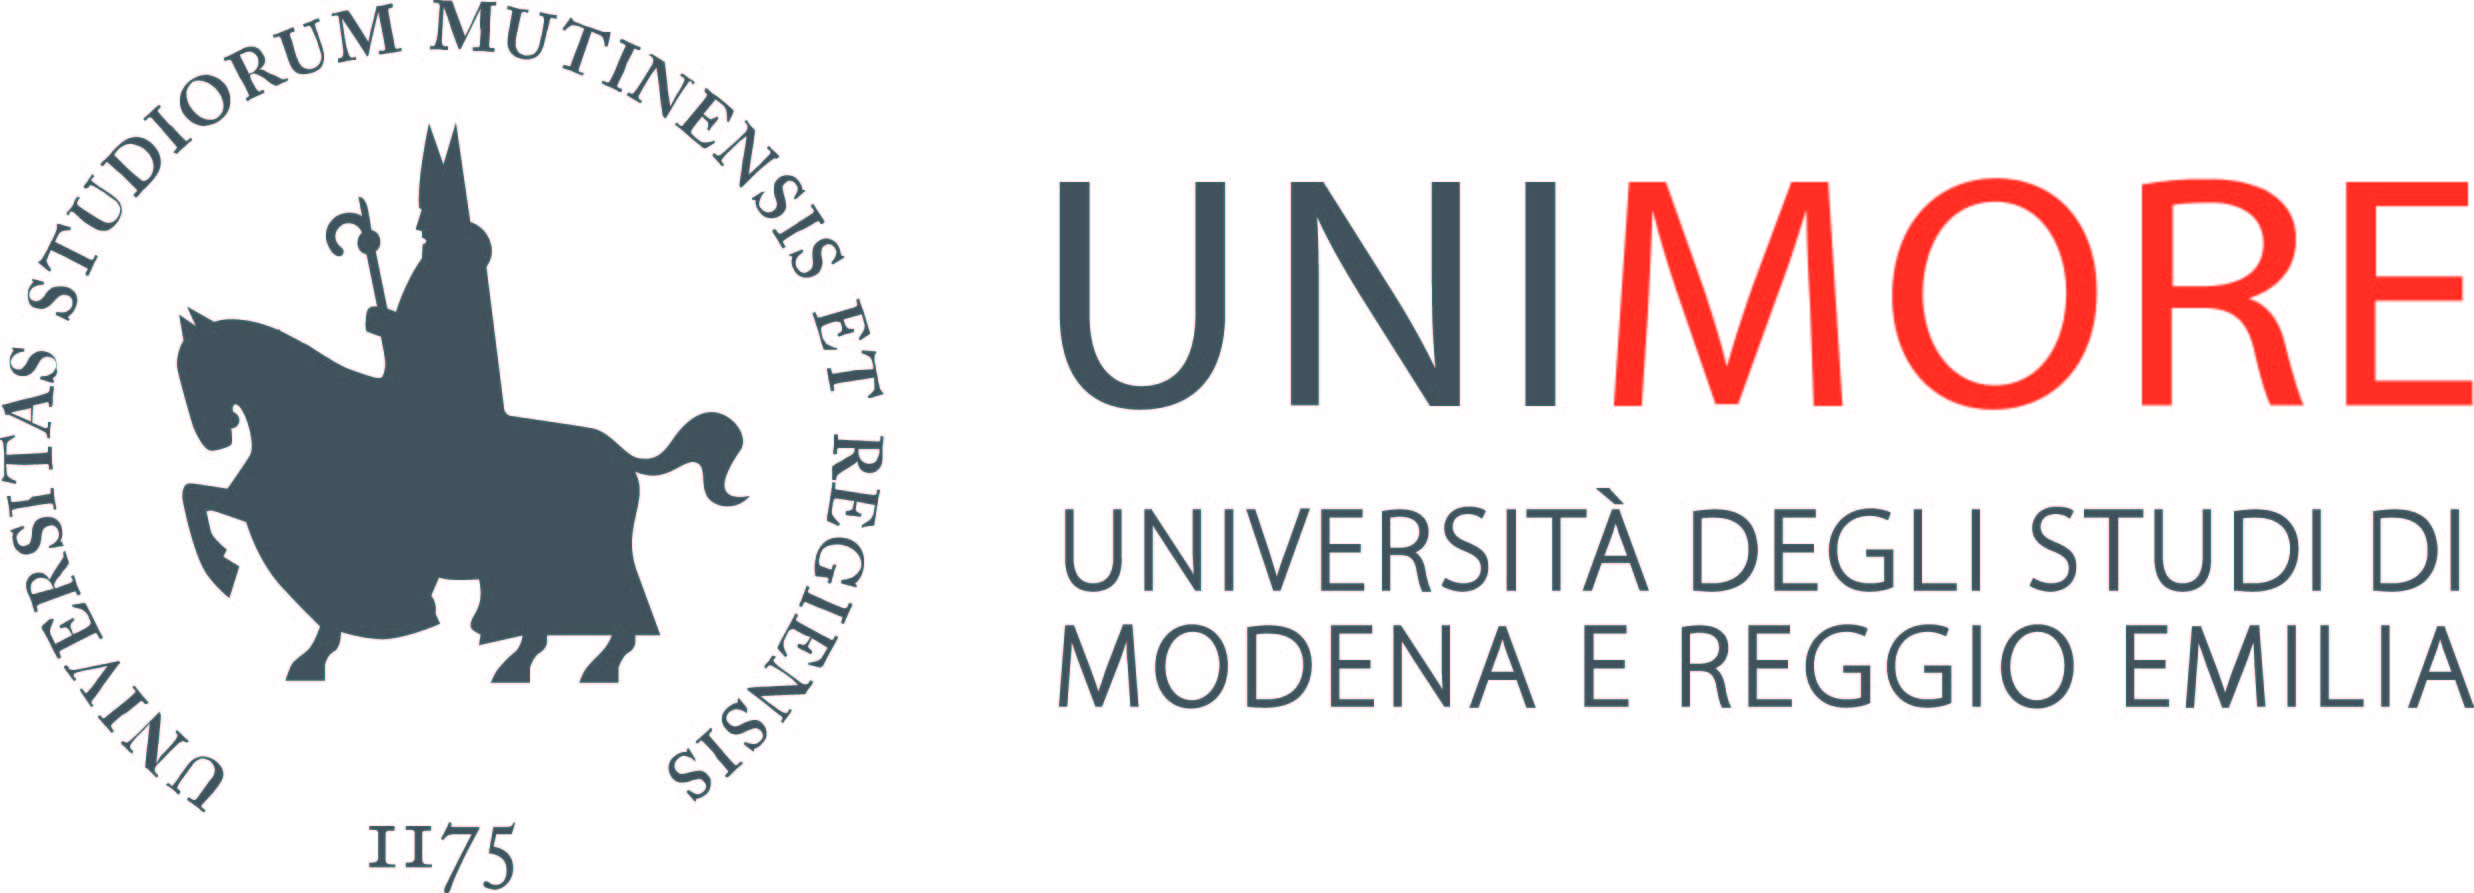 UNIVERSITAS STUDIORUM MUTINENSIS ET REGIENSIS
1175
UNIMORE
UNIVERSITÀ DEGLI STUDI DI
MODENA E REGGIO EMILIA